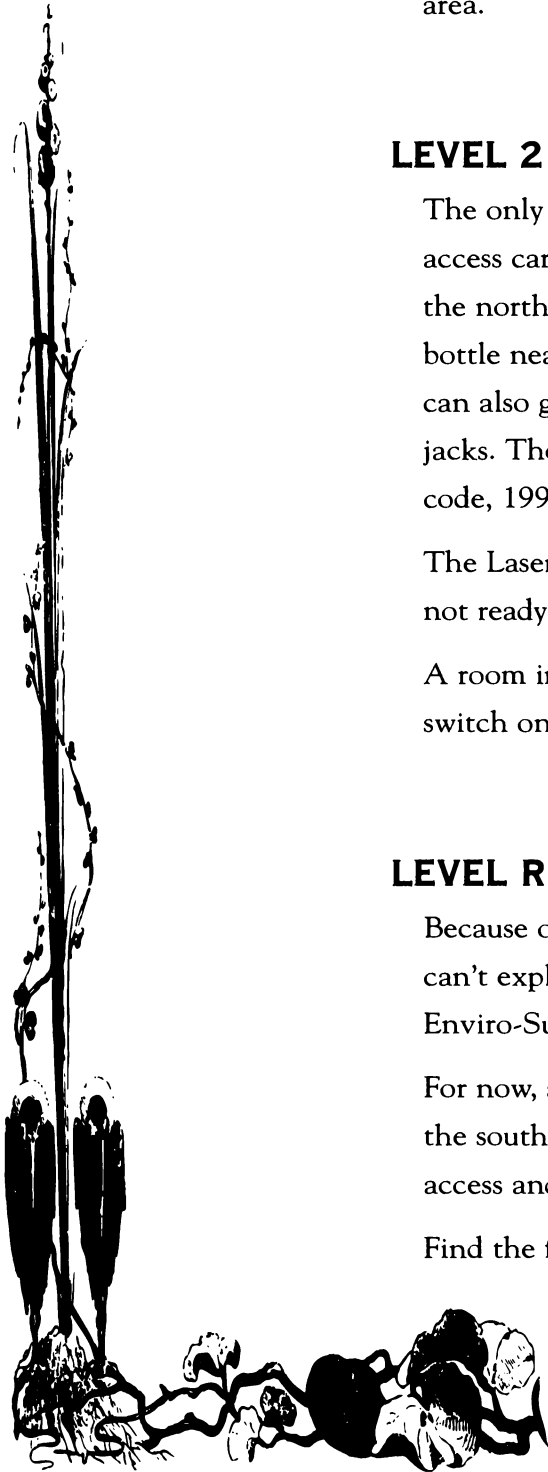 area.
LEVEL 2
The only
access car
the north
bottle nea
can also g
jacks. The
code, 199
The Laser
not ready
A room in
switch on
LEVEL R
Because o
can't expl
Enviro-Su
For now,
the south
access and
Find the f